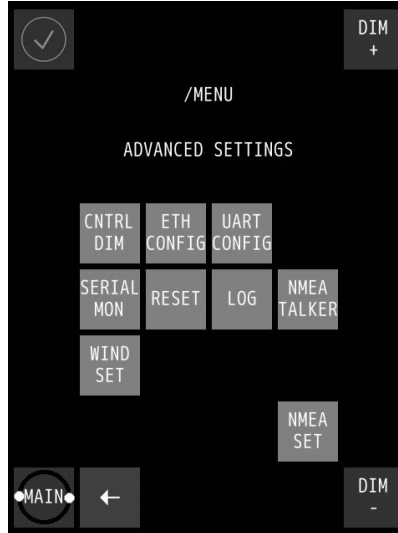 DIM
+
/MENU
ADVANCED SETTINGS
CNTRL
DIM
ETH
CONFIG
UART
CONFIG
SERIAL
MON
RESET
LOG
NMEA
TALKER
WIND
SET
NMEA
SET
MAIN
←
DIM
-